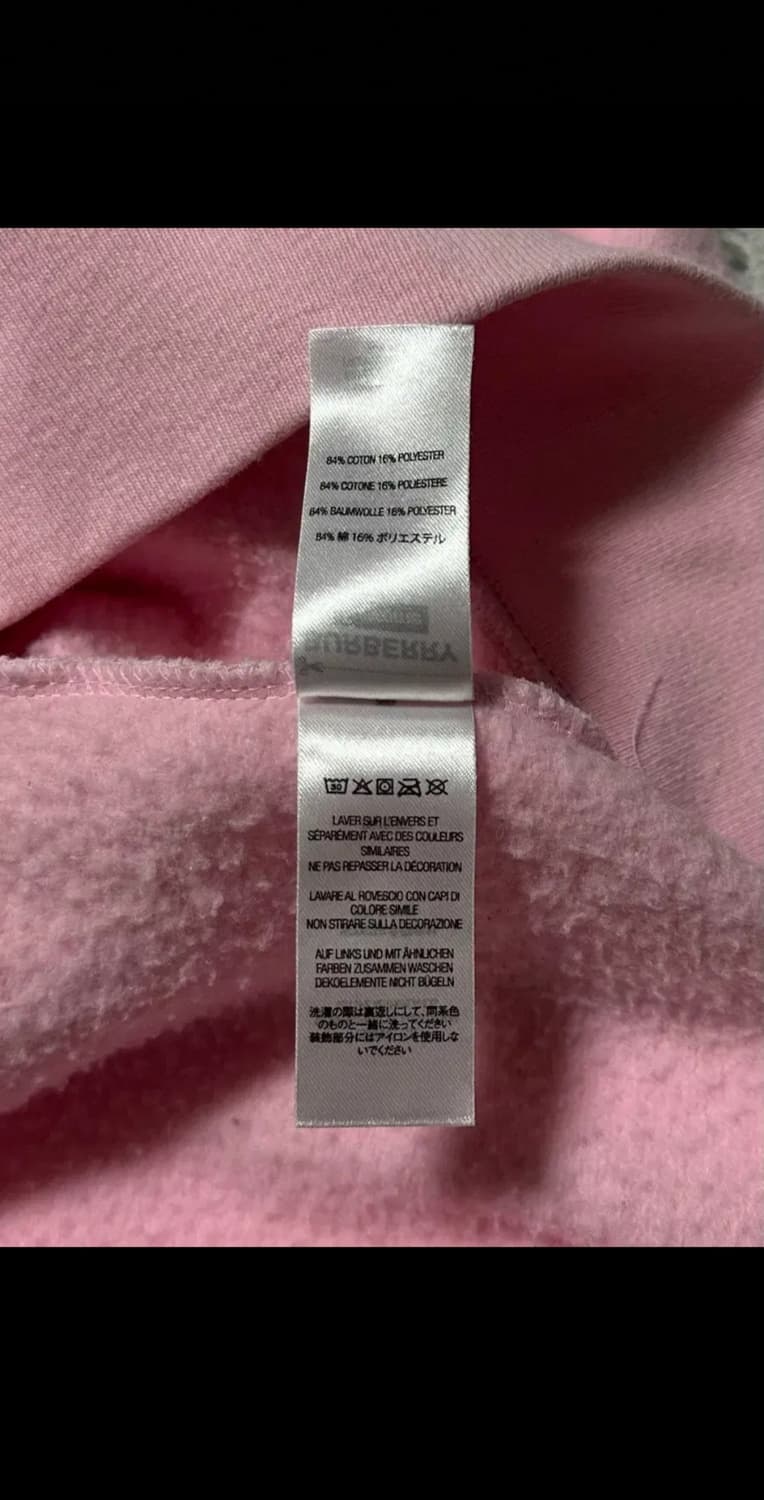 84% COTON 16% POLYESTER
84% COTONE 16% POLIESTERE
84% BAUMWOLLE 16% POLYESTER
84% 綿 16% ポリエステル
BURBERRY
30
LAVER SUR L'ENVERS ET
SÉPARÉMENT AVEC DES COULEURS
SIMILAIRES
NE PAS REPASSER LA DÉCORATION
LAVARE AL ROVESCIO CON CAPI DI
COLORE SIMILE
NON STIRARE SULLA DECORAZIONE
AUF LINKS UND MIT ÄHNLICHEN
FARBEN ZUSAMMEN WASCHEN
DEKOELEMENTE NICHT BÜGELN
洗濯の際は裏返しにして、同系色
のものと一緒に洗ってください
装飾部分にはアイロンを使用しな
いでください